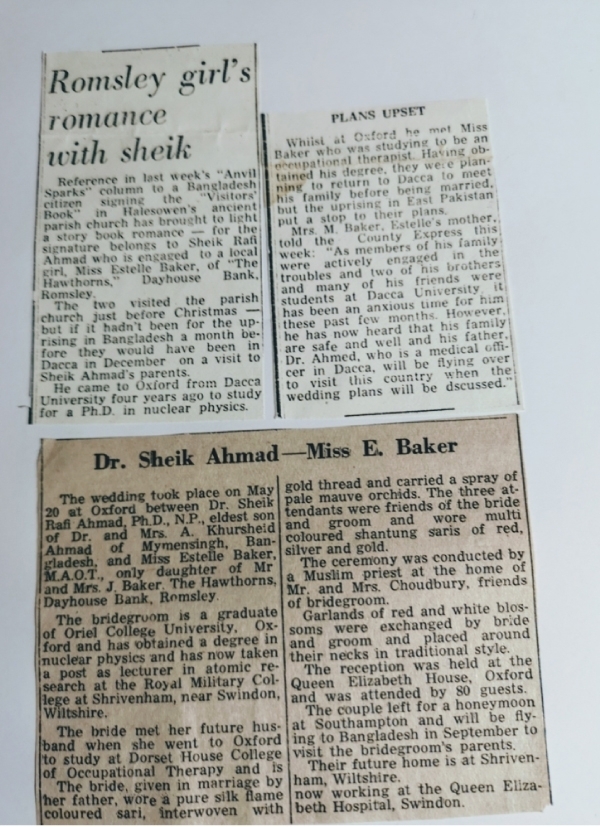 Romsley girl's
romance
with sheik
Reference in last week's "Anvil
Sparks" column to a Bangladesh
citizen signing the "Visitors'
Book" in Halesowen's ancient
parish church has brought to light
a story book romance — for the
signature belongs to Sheik Rafi
Ahmad who is engaged to a local
girl, Miss Estelle Baker, of "The
Hawthorns," Dayhouse Bank,
Romsley.
The two visited the parish
church just before Christmas —
but if it hadn't been for the up-
rising in Bangladesh a month be-
fore they would have been in
Dacca in December on a visit to
Sheik Ahmad's parents.
He came to Oxford from Dacca
University four years ago to study
for a Ph.D. in nuclear physics.
PLANS UPSET
Whilst at Oxford he met Miss
Baker who was studying to be an
occupational therapist. Having ob-
tained his degree, they were plan-
ning to return to Dacca to meet
his family before being married,
but the uprising in East Pakistan
put a stop to their plans.
Mrs. M. Baker, Estelle's mother,
told the County Express this
week: "As members of his family
were actively engaged in the
troubles and two of his brothers
and many of his friends were
students at Dacca University, it
has been an anxious time for him
these past few months. However,
he has now heard that his family
are safe and well and his father,
Dr. Ahmed, who is a medical offi-
cer in Dacca, will be flying over
to visit this country when the
wedding plans will be dscussed."
Dr. Sheik Ahmad—Miss E. Baker
The wedding took place on May
20 at Oxford between Dr. Sheik
Rafi Ahmad, Ph.D., N.P., eldest son
of Dr. and Mrs. A. Khursheid
Ahmad of Mymensingh, Ban-
gladesh, and Miss Estelle Baker,
M.A.O.T., only daughter of Mr
and Mrs. J. Baker. The Hawthorns,
Dayhouse Bank, Romsley.
The bridegroom is a graduate
of Oriel College University, Ox-
ford and has obtained a degree in
nuclear physics and has now taken
a post as lecturer in atomic re-
search at the Royal Military Col-
lege at Shrivenham, near Swindon,
Wiltshire.
The bride met her future hus-
band when she went to Oxford
to study at Dorset House College
of Occupational Therapy and is
The bride, given in marriage by
her father, wore a pure silk flame
coloured sari, interwoven with
gold thread and carried a spray of
pale mauve orchids. The three at-
tendants were friends of the bride
and groom and wore multi
coloured shantung saris of red,
silver and gold.
The ceremony was conducted by
a Muslim priest at the home of
Mr. and Mrs. Choudbury, friends
of bridegroom.
Garlands of red and white blos-
soms were exchanged by bride
and groom and placed around
their necks in traditional style.
The reception was held at the
Queen Elizabeth House, Oxford
and was attended by 80 guests.
The couple left for a honeymoon
at Southampton and will be fly-
ing to Bangladesh in September to
visit the bridegroom's parents.
Their future home is at Shriven-
ham, Wiltshire.
now working at the Queen Eliza-
beth Hospital, Swindon.